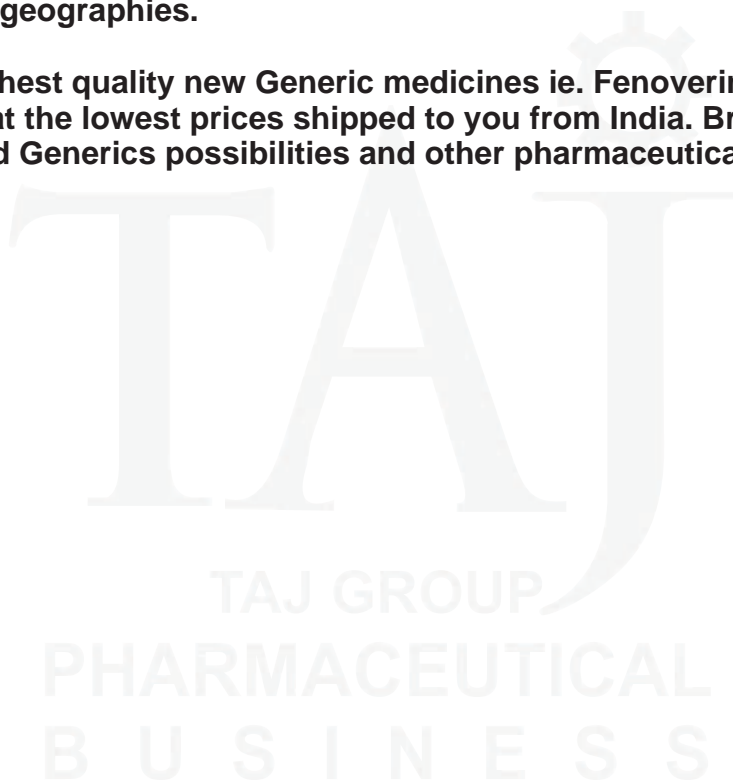 geographies.
hest quality new Generic medicines ie. Fenoverin
at the lowest prices shipped to you from India. Br
d Generics possibilities and other pharmaceutica
TAJ
TAJ GROUP
PHARMACEUTICAL
BUSINESS